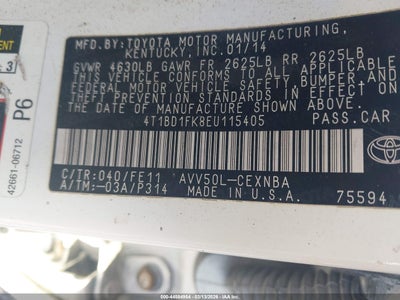 MFD.BY:TOYOTA MOTOR MANUFACTURING,
KENTUCKY, INC. 01/14
GVWR 4630LB GAWR FR 2625LB RR 2625LB
THIS VEHICLE CONFORMS TO ALL APPLICABLE
FEDERAL MOTOR VEHICLE SAFETY, BUMPER, AND
THEFT PREVENTION STANDARDS IN EFFECT ON
THE DATE OF MANUFACTURE SHOWN ABOVE.
4T1BD1FK8EU115405 PASS.CAR
C/TR:040/FE11 AVV50L-CEXNBA
A/TM:-03A/P314 MADE IN U.S.A.
75594
TOYOTA
P6
42661-06712
3